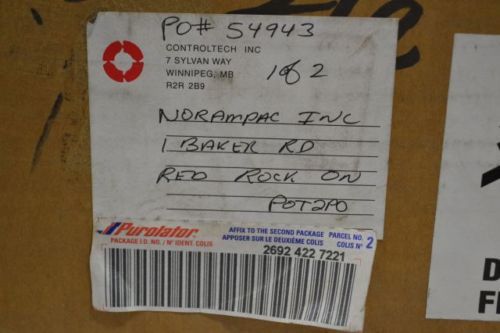 PO# 54943
CONTROLTECH INC
7 SYLVAN WAY
WINNIPEG, MB
R2R 2B9
1 of 2
NORAMPAC INC
1 BAKER RD
RED ROCK ON
POT2PO
Purolator
AFFIX TO THE SECOND PACKAGE
PARCEL NO. 2
PACKAGE I.D. NO. / N° IDENT. COLIS
APPOSER SUR LE DEUXIÈME COLIS
COLIS N°
2692 422 7221